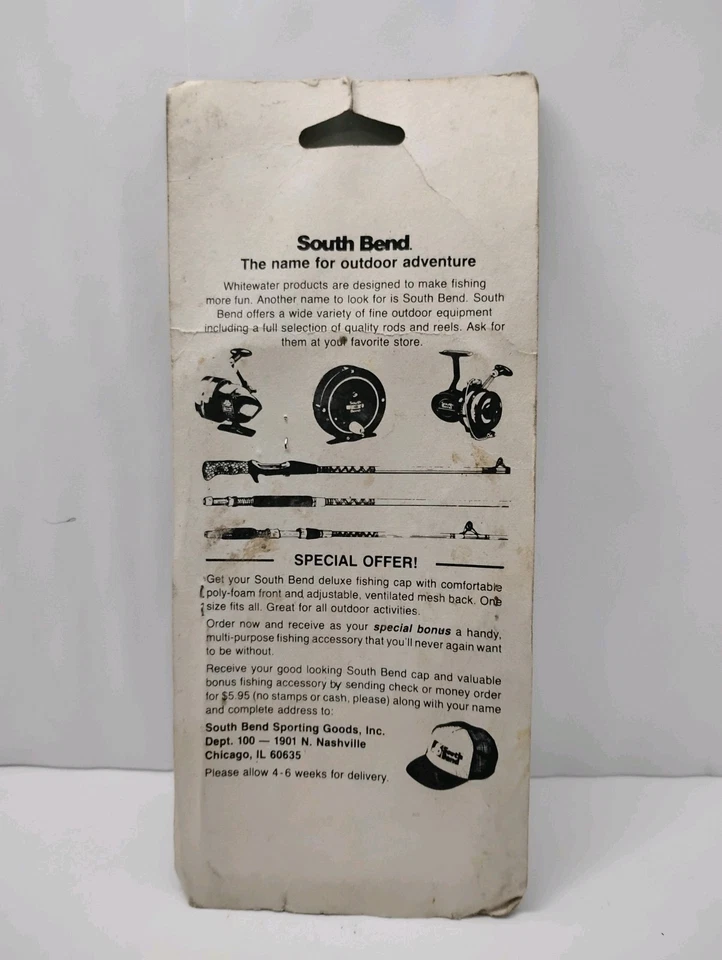 South Bend.
The name for outdoor adventure
Whitewater products are designed to make fishing
more fun. Another name to look for is South Bend. South
Bend offers a wide variety of fine outdoor equipment
including a full selection of quality rods and reels. Ask for
them at your favorite store.
SPECIAL OFFER!
Get your South Bend deluxe fishing cap with comfortable
poly-foam front and adjustable, ventilated mesh back. One
size fits all. Great for all outdoor activities.
Order now and receive as your special bonus a handy,
multi-purpose fishing accessory that you'll never again want
to be without.
Receive your good looking South Bend cap and valuable
bonus fishing accessory by sending check or money order
for $5.95 (no stamps or cash, please) along with your name
and complete address to:
South Bend Sporting Goods, Inc.
Dept. 100 — 1901 N. Nashville
Chicago, IL 60635
Please allow 4-6 weeks for delivery.
South
Bend